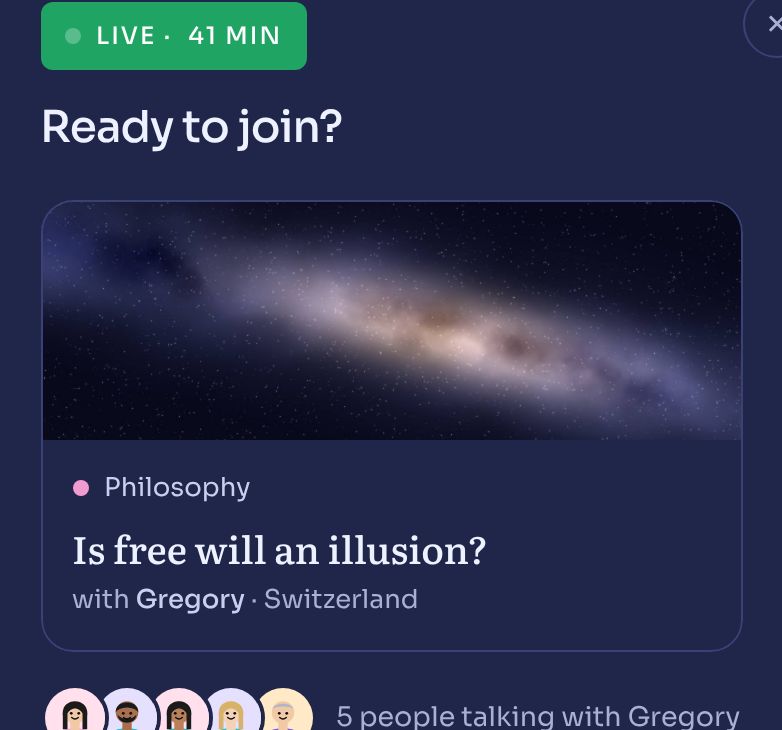 LIVE · 41 MIN
Ready to join?
Philosophy
Is free will an illusion?
with Gregory · Switzerland
5 people talking with Gregory